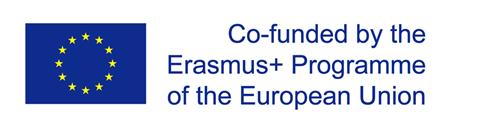 Co-funded by the
Erasmus+ Programme
of the European Union